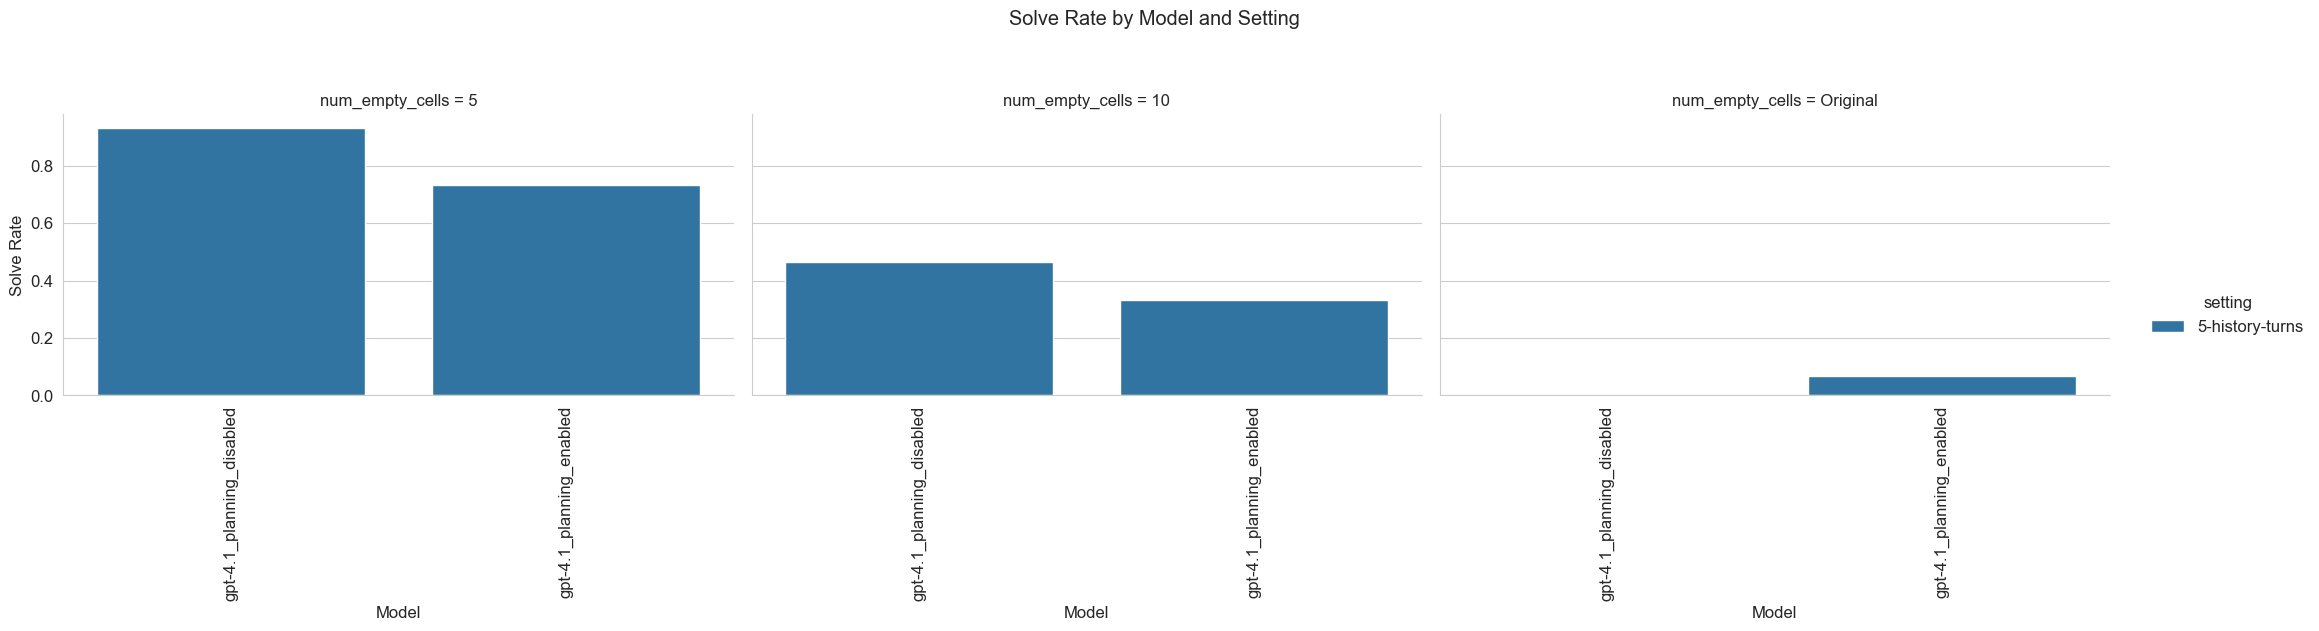 Solve Rate by Model and Setting
num_empty_cells = 5
num_empty_cells = 10
num_empty_cells = Original
Solve Rate
0.8
0.6
0.4
0.2
0.0
gpt-4.1_planning_disabled
gpt-4.1_planning_enabled
Model
gpt-4.1_planning_disabled
gpt-4.1_planning_enabled
Model
gpt-4.1_planning_disabled
gpt-4.1_planning_enabled
Model
setting
5-history-turns